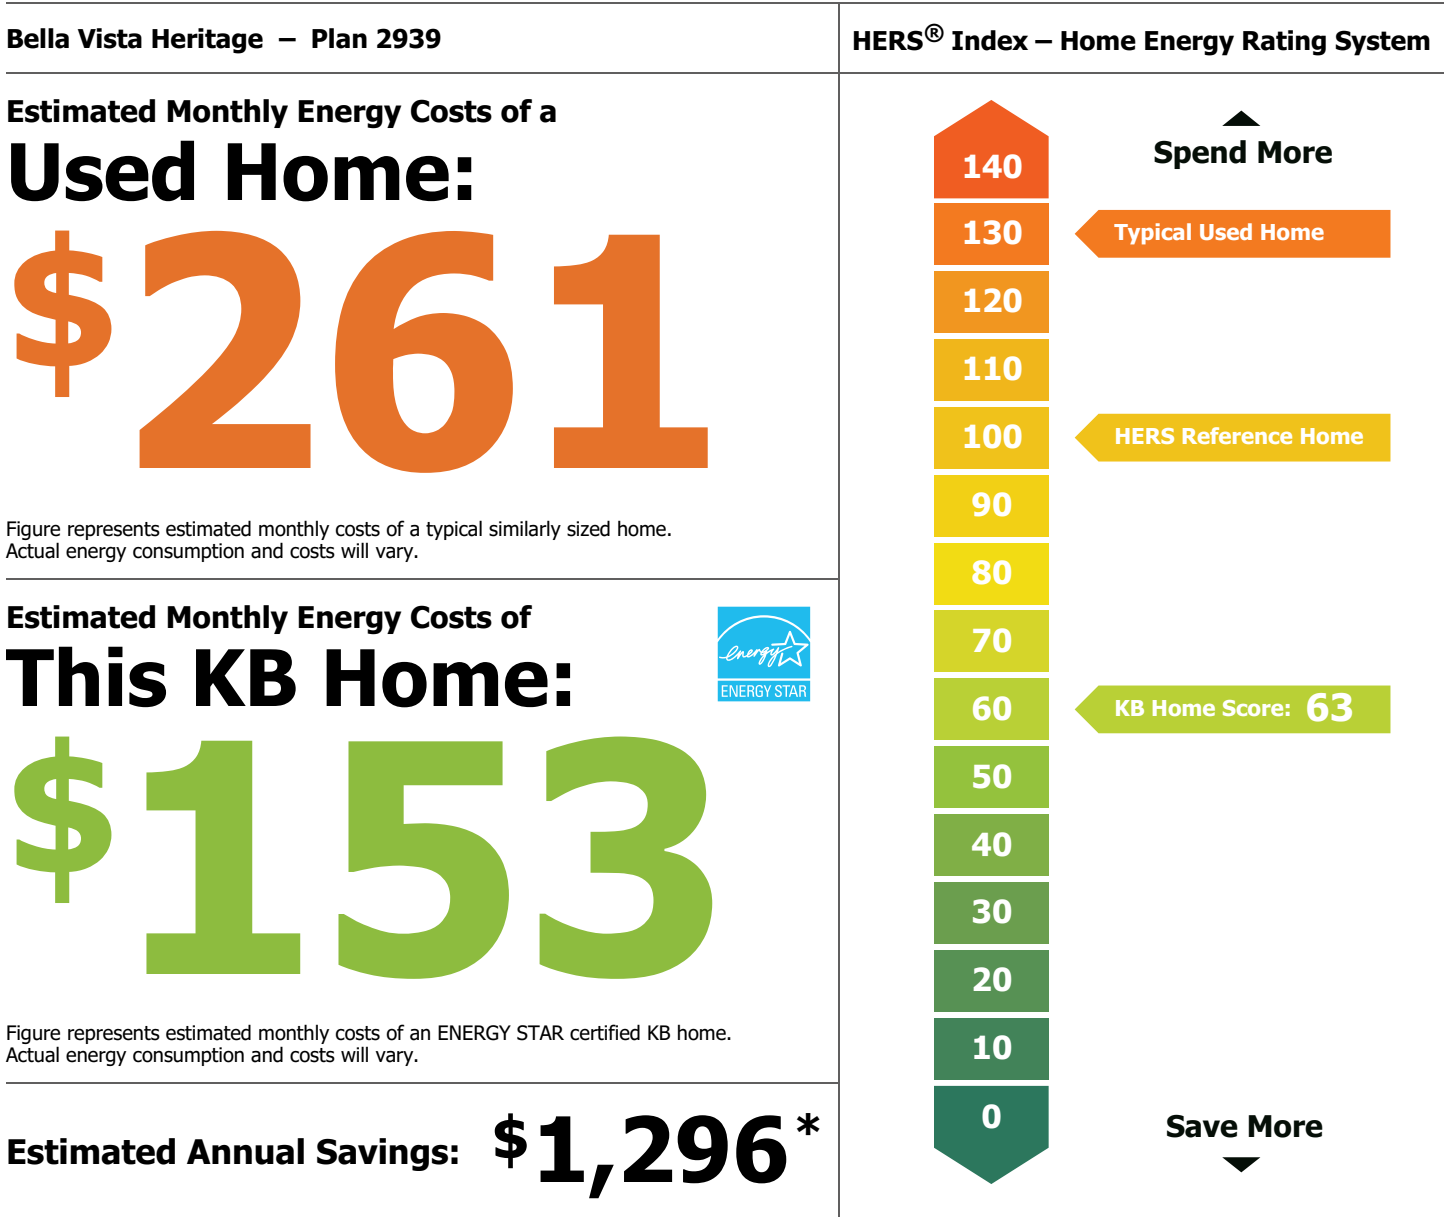 Bella Vista Heritage – Plan 2939
Estimated Monthly Energy Costs of a
Used Home:
$261
Figure represents estimated monthly costs of a typical similarly sized home.
Actual energy consumption and costs will vary.
Estimated Monthly Energy Costs of
This KB Home:
energy
ENERGY STAR
$153
Figure represents estimated monthly costs of an ENERGY STAR certified KB home.
Actual energy consumption and costs will vary.
Estimated Annual Savings: $1,296*
HERS® Index – Home Energy Rating System
Spend More
140
130 Typical Used Home
120
110
100 HERS Reference Home
90
80
70
60 KB Home Score: 63
50
40
30
20
10
0
Save More